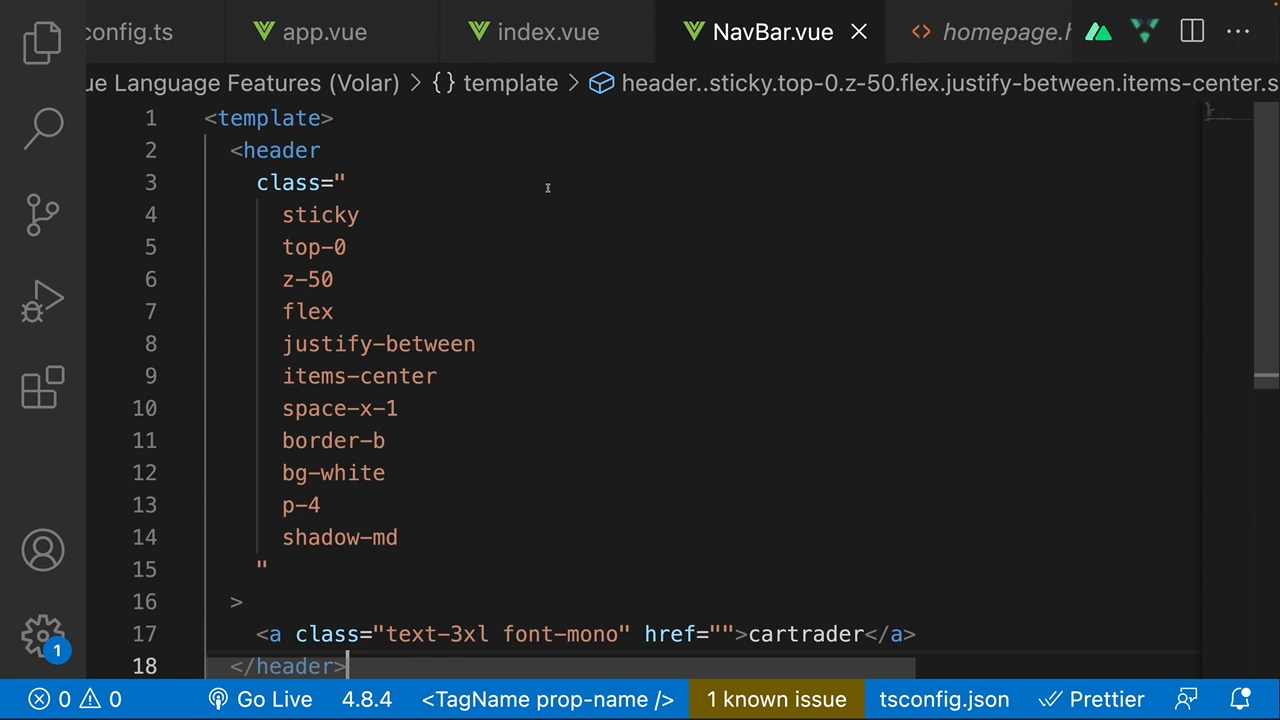 config.ts app.vue index.vue NavBar.vue homepage.h
ue Language Features (Volar) > {} template > header..sticky.top-0.z-50.flex.justify-between.items-center.s
1 <template>
2 <header
3 class="
4 sticky
5 top-0
6 z-50
7 flex
8 justify-between
9 items-center
10 space-x-1
11 border-b
12 bg-white
13 p-4
14 shadow-md
15 "
16 >
17 <a class="text-3xl font-mono" href="">cartrader</a>
18 </header>
1
0 0 Go Live 4.8.4 <TagName prop-name /> 1 known issue tsconfig.json Prettier